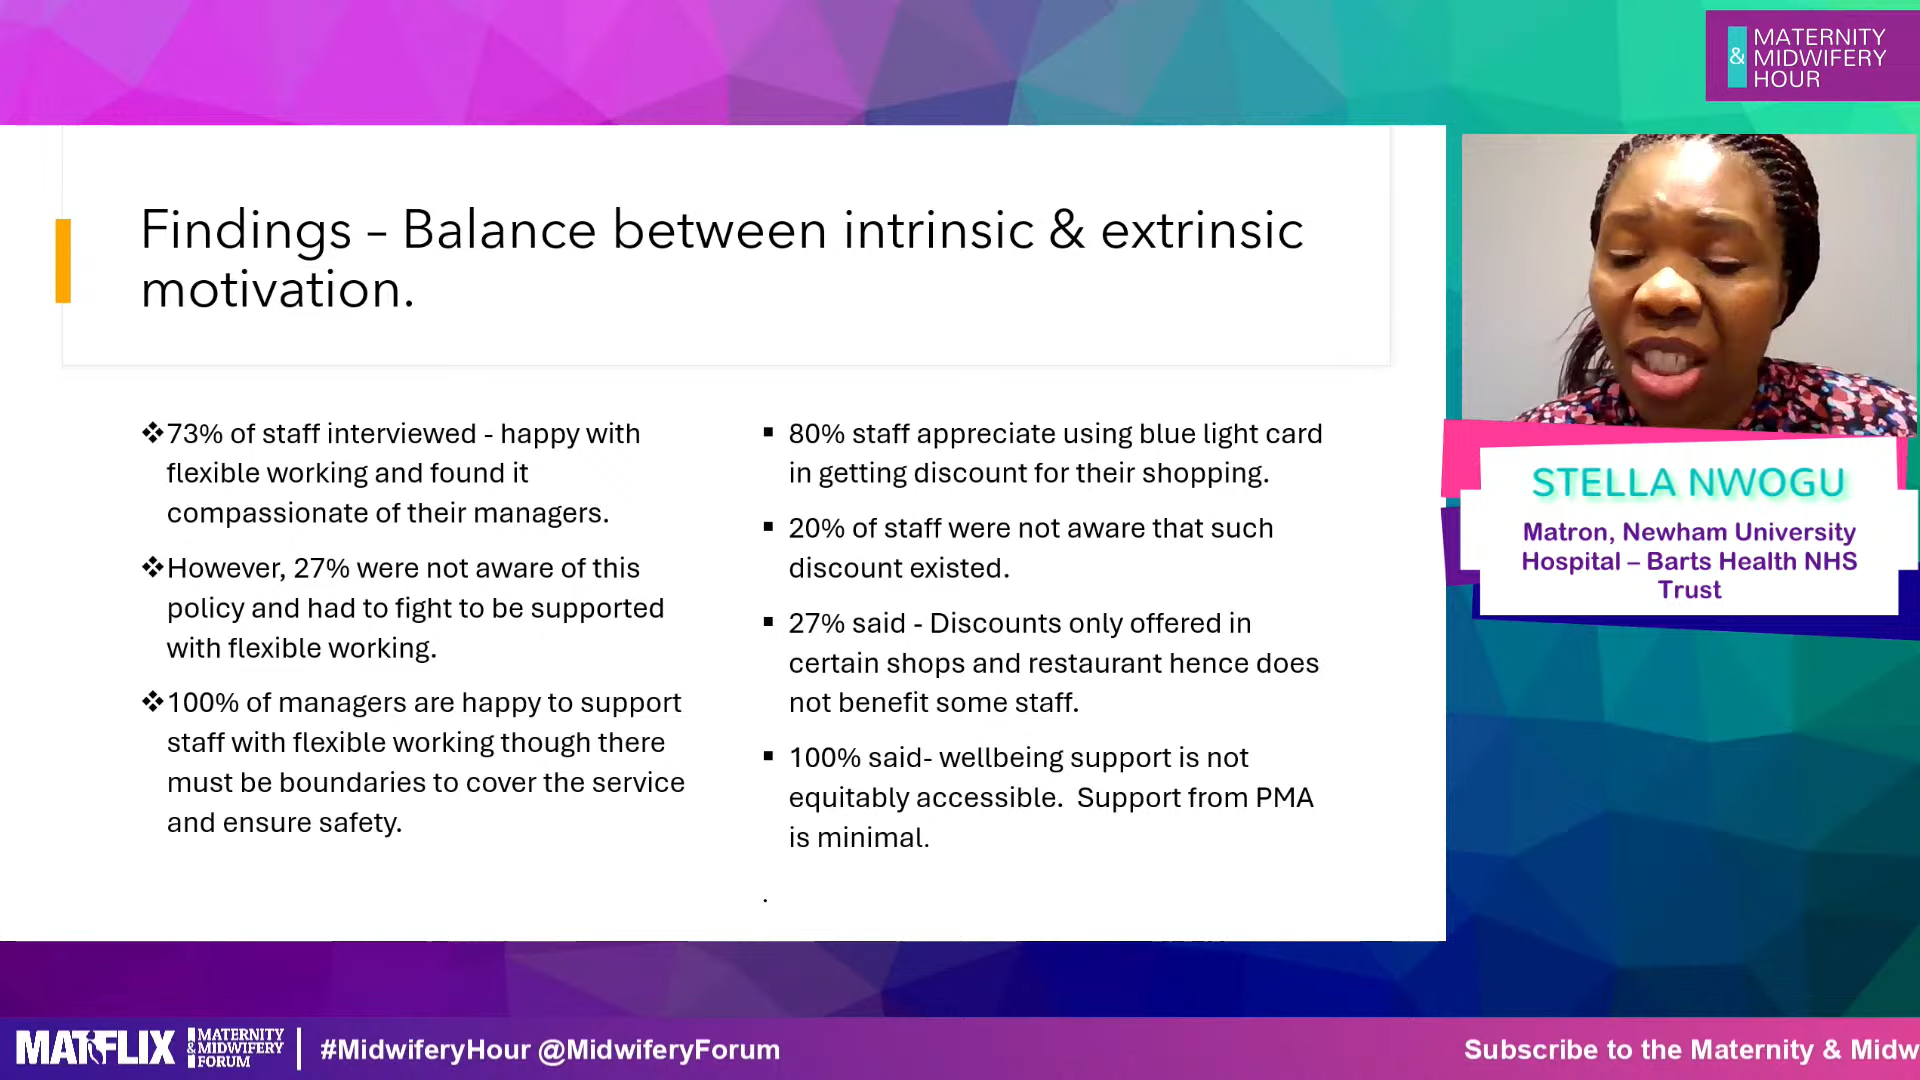 &
MATERNITY
MIDWIFERY
HOUR
Findings – Balance between intrinsic & extrinsic
motivation.
❖73% of staff interviewed - happy with
flexible working and found it
compassionate of their managers.
❖However, 27% were not aware of this
policy and had to fight to be supported
with flexible working.
❖100% of managers are happy to support
staff with flexible working though there
must be boundaries to cover the service
and ensure safety.
▪ 80% staff appreciate using blue light card
in getting discount for their shopping.
▪ 20% of staff were not aware that such
discount existed.
▪ 27% said - Discounts only offered in
certain shops and restaurant hence does
not benefit some staff.
▪ 100% said- wellbeing support is not
equitably accessible.  Support from PMA
is minimal.
.
STELLA NWOGU
Matron, Newham University
Hospital – Barts Health NHS
Trust
MATFLIX
MATERNITY
&MIDWIFERY
FORUM
#MidwiferyHour @MidwiferyForum
Subscribe to the Maternity & Midw